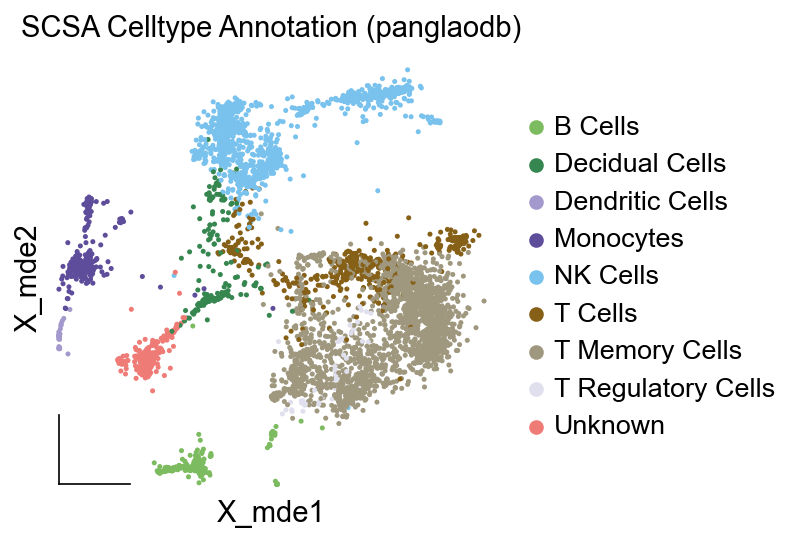 SCSA Celltype Annotation (panglaodb)
B Cells
Decidual Cells
Dendritic Cells
Monocytes
NK Cells
T Cells
T Memory Cells
T Regulatory Cells
Unknown
X_mde2
X_mde1